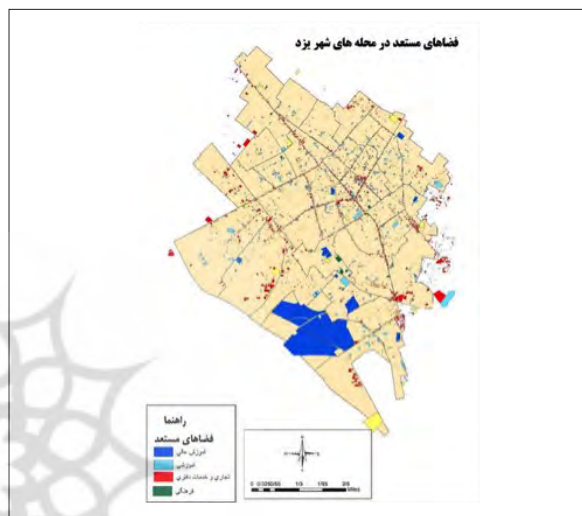 فضاهای مستعد در محله های شهر یزد
راهنما
فضاهای مستعد
آموزش عالی
آموزشی
تجاری و خدمات دفتری
فرهنگی